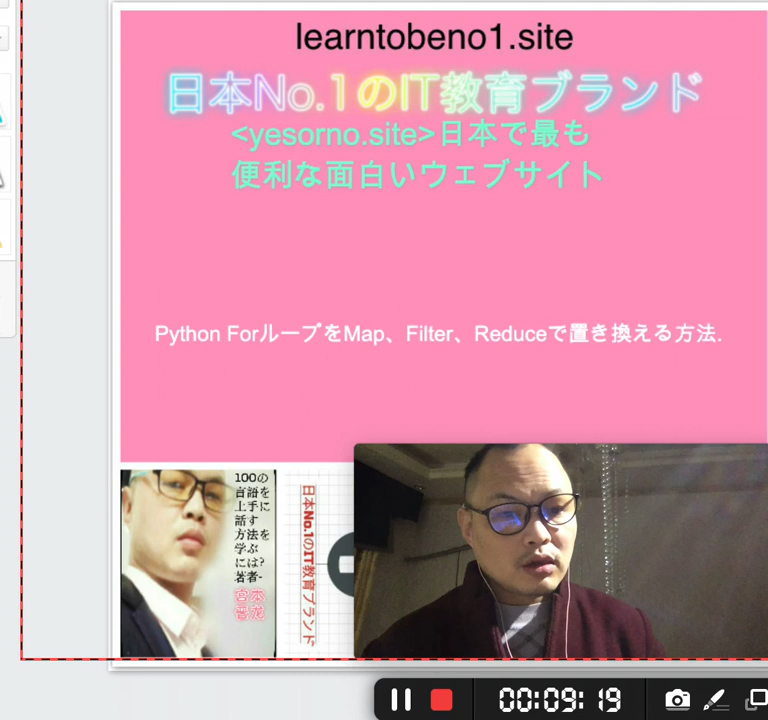 learntobeno1.site
日本No.1のIT教育ブランド
<yesorno.site>日本で最も
便利な面白いウェブサイト
Python ForループをMap、Filter、Reduceで置き換える方法.
100の
言語を
上手に
話す
方法を
学ぶ
には?
著者-
日本No.1のIT教育ブランド
00:09:19